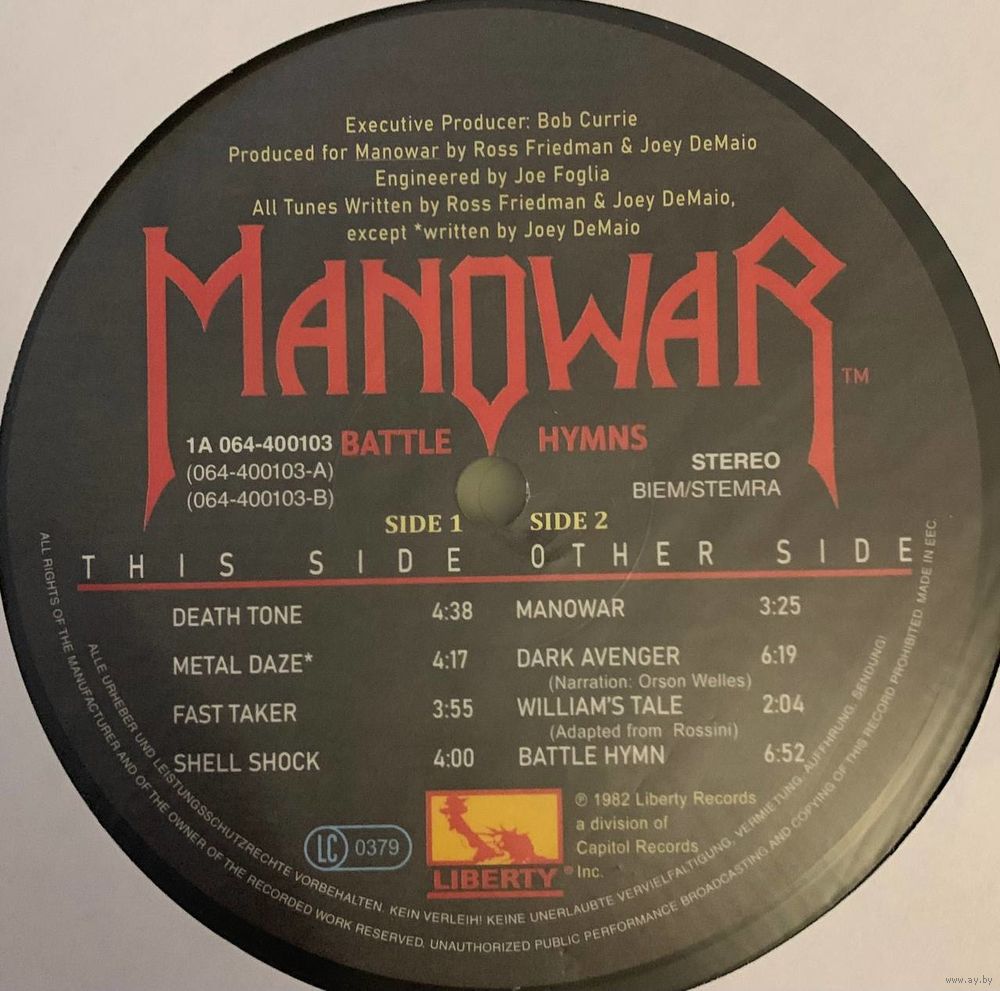 Executive Producer: Bob Currie
Produced for Manowar by Ross Friedman & Joey DeMaio
Engineered by Joe Foglia
All Tunes Written by Ross Friedman & Joey DeMaio,
except *written by Joey DeMaio
MANOWAR TM
BATTLE HYMNS
1A 064-400103
(064-400103-A)
(064-400103-B)
STEREO
BIEM/STEMRA
SIDE 1 SIDE 2
THIS SIDE OTHER SIDE
DEATH TONE 4:38 MANOWAR 3:25
METAL DAZE* 4:17 DARK AVENGER 6:19
(Narration: Orson Welles)
FAST TAKER 3:55 WILLIAM'S TALE 2:04
(Adapted from Rossini)
SHELL SHOCK 4:00 BATTLE HYMN 6:52
LC 0379
LIBERTY®
℗ 1982 Liberty Records
a division of
Capitol Records
Inc.
ALLE URHEBER UND LEISTUNGSSCHUTZRECHTE VORBEHALTEN. KEIN VERLEIH! KEINE UNERLAUBTE VERVIELFALTIGUNG, VERMIETUNG, AUFFHRUNG, SENDUNG!
ALL RIGHTS OF THE MANUFACTURER AND OF THE OWNER OF THE RECORDED WORK RESERVED. UNAUTHORIZED PUBLIC PERFORMANCE BROADCASTING AND COPYING OF THIS RECORD PROHIBITED. MADE IN EEC.
www.ay.by